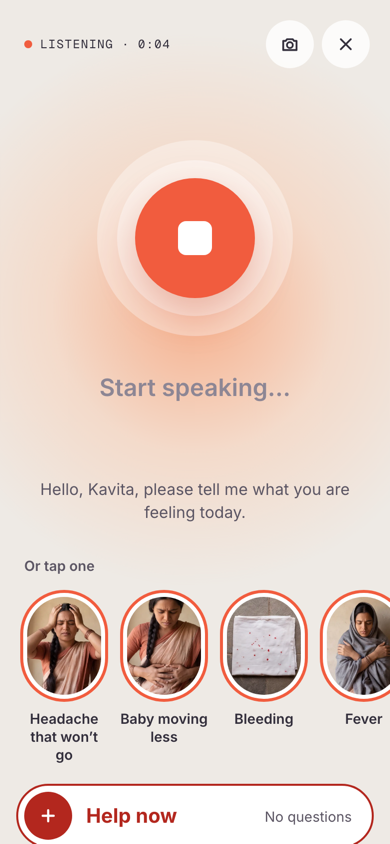 LISTENING · 0:04
Start speaking...
Hello, Kavita, please tell me what you are
feeling today.
Or tap one
Headache
that won’t
go
Baby moving
less
Bleeding
Fever
Help now
No questions